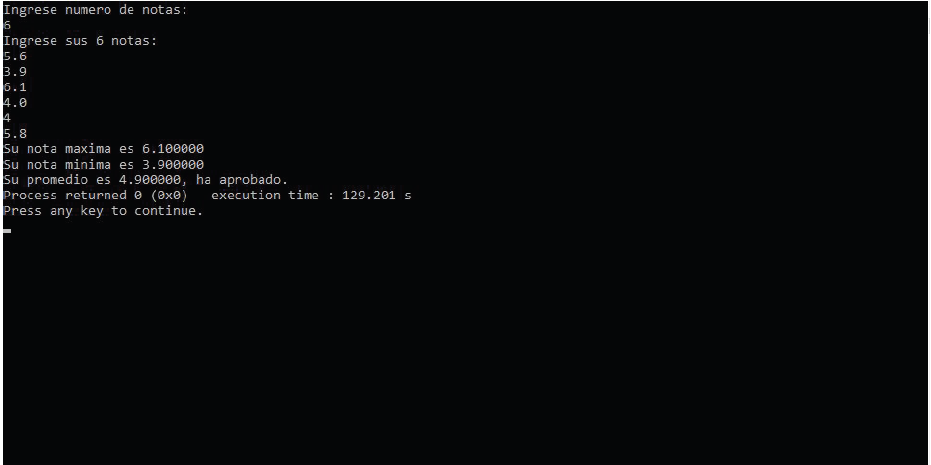 Ingrese numero de notas:
6
Ingrese sus 6 notas:
5.6
3.9
6.1
4.0
4
5.8
Su nota maxima es 6.100000
Su nota minima es 3.900000
Su promedio es 4.900000, ha aprobado.
Process returned 0 (0x0)   execution time : 129.201 s
Press any key to continue.